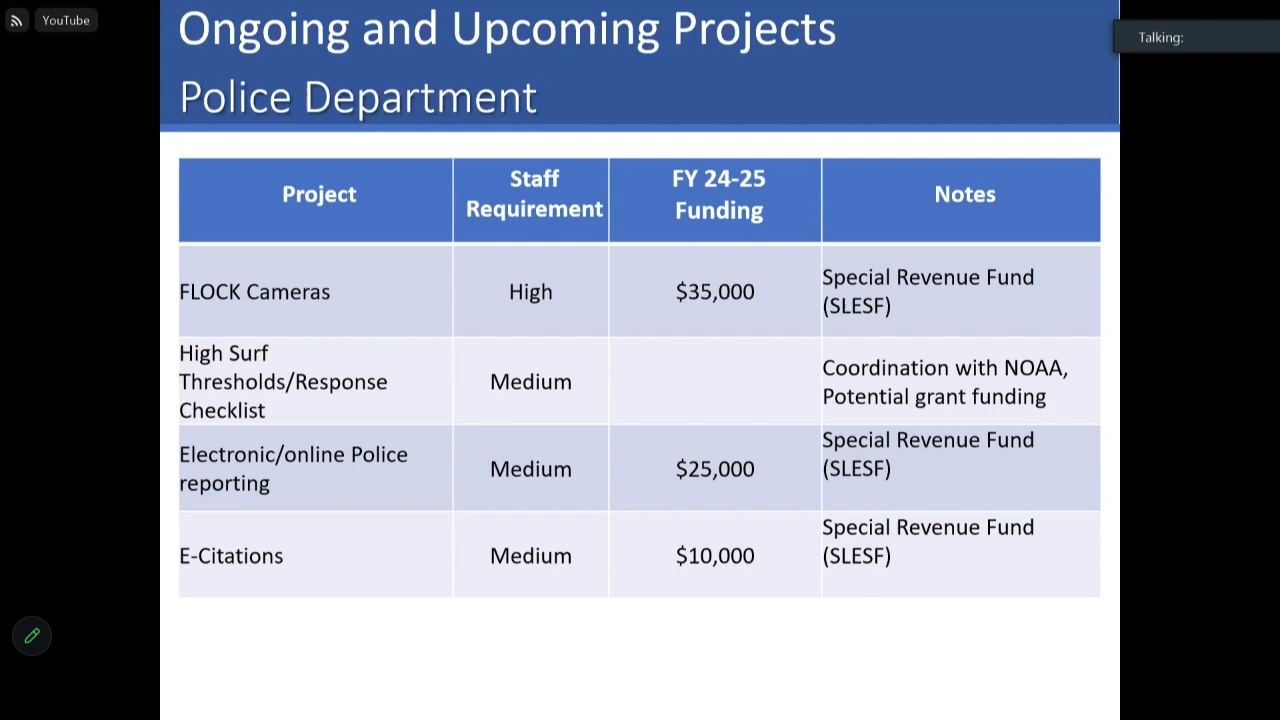 YouTube
Talking:
Ongoing and Upcoming Projects
Police Department
Project
Staff
Requirement
FY 24-25
Funding
Notes
FLOCK Cameras
High
$35,000
Special Revenue Fund
(SLESF)
High Surf
Thresholds/Response
Checklist
Medium
Coordination with NOAA,
Potential grant funding
Electronic/online Police
reporting
Medium
$25,000
Special Revenue Fund
(SLESF)
E-Citations
Medium
$10,000
Special Revenue Fund
(SLESF)